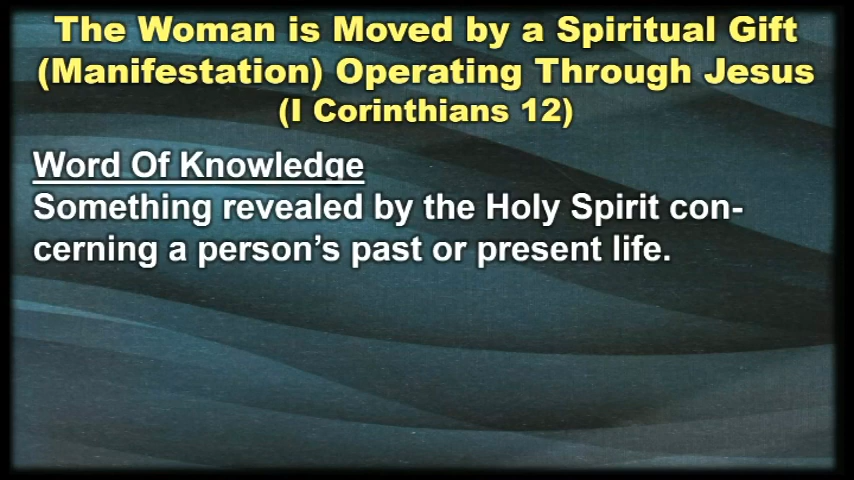 The Woman is Moved by a Spiritual Gift
(Manifestation) Operating Through Jesus
(I Corinthians 12)
Word Of Knowledge
Something revealed by the Holy Spirit con-
cerning a person’s past or present life.